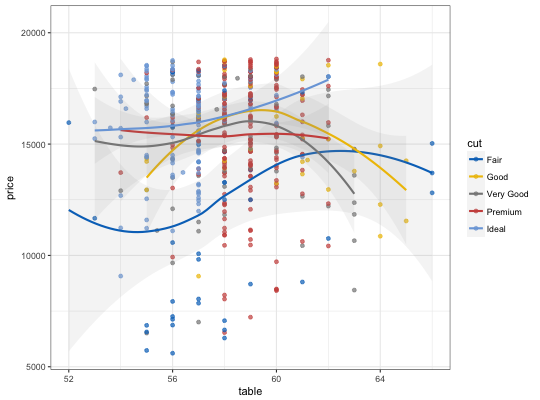 20000
15000
10000
5000
price
52
56
60
64
table
cut
Fair
Good
Very Good
Premium
Ideal